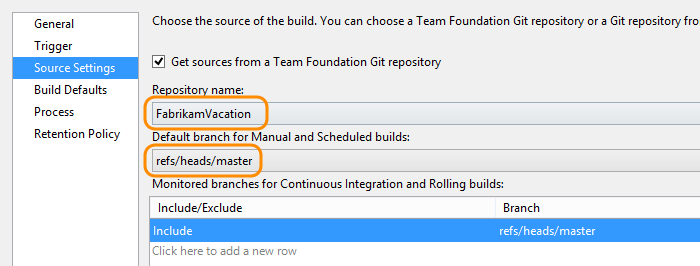 General
Trigger
Source Settings
Build Defaults
Process
Retention Policy
Choose the source of the build. You can choose a Team Foundation Git repository or a Git repository from
Get sources from a Team Foundation Git repository
Repository name:
FabrikamVacation
Default branch for Manual and Scheduled builds:
refs/heads/master
Monitored branches for Continuous Integration and Rolling builds:
Include/Exclude Branch
Include refs/heads/master
Click here to add a new row